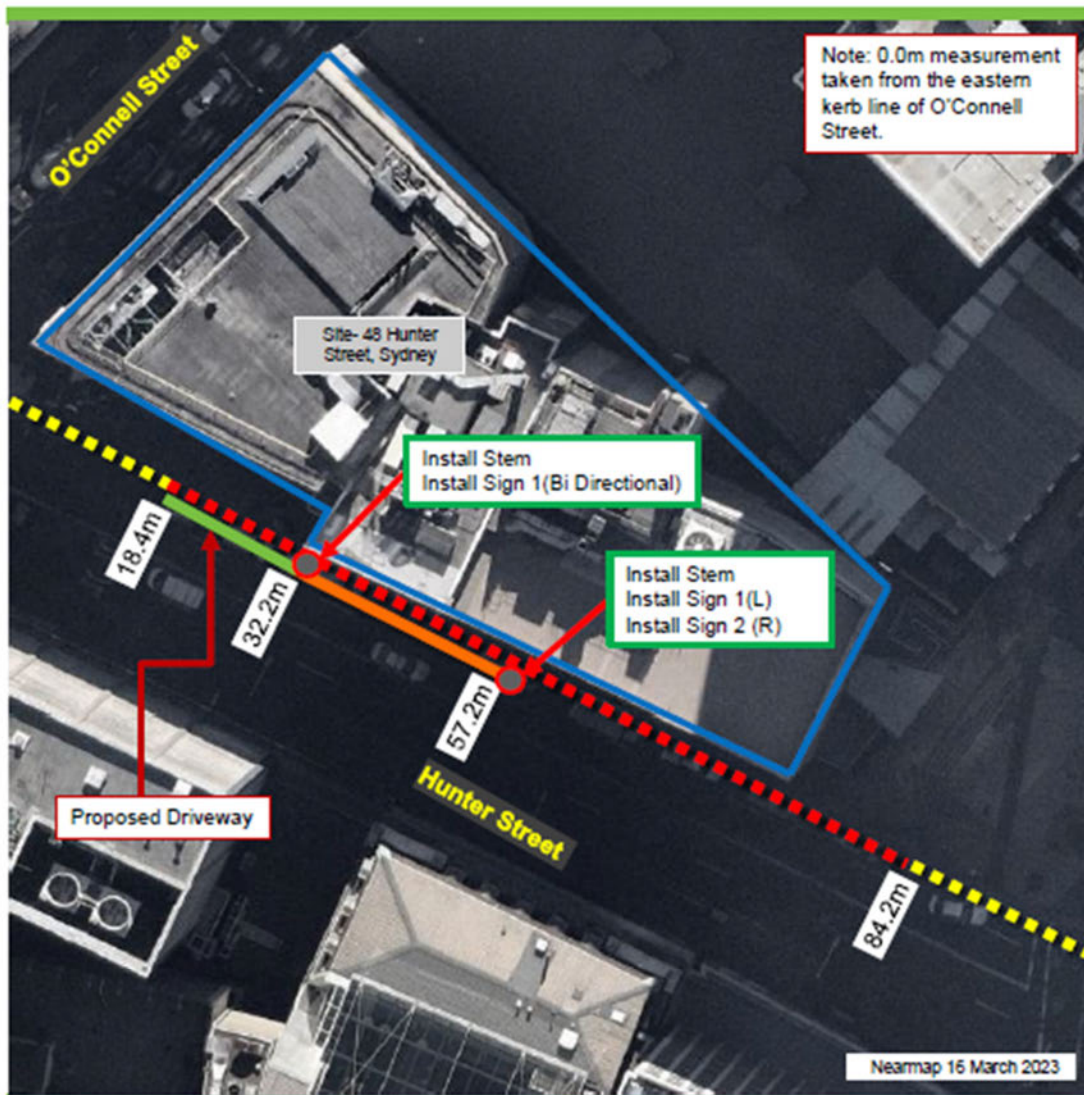 O'Connell Street
Note: 0.0m measurement
taken from the eastern
kerb line of O'Connell
Street.
Site- 48 Hunter
Street, Sydney
Install Stem
Install Sign 1(Bi Directional)
18.4m
32.2m
Install Stem
Install Sign 1(L)
Install Sign 2 (R)
57.2m
Proposed Driveway
Hunter Street
84.2m
Nearmap 16 March 2023